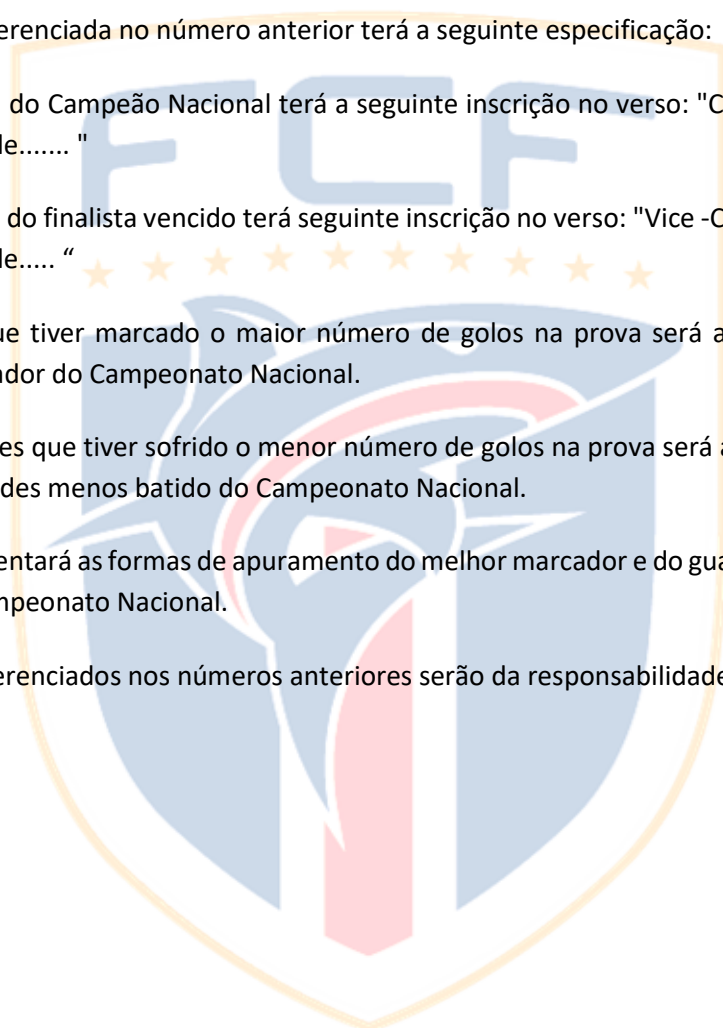 FCF
erenciada no número anterior terá a seguinte especificação:
do Campeão Nacional terá a seguinte inscrição no verso: "C
le....... "
do finalista vencido terá seguinte inscrição no verso: "Vice -C
le..... “
ue tiver marcado o maior número de golos na prova será a
ador do Campeonato Nacional.
es que tiver sofrido o menor número de golos na prova será a
des menos batido do Campeonato Nacional.
entará as formas de apuramento do melhor marcador e do gua
mpeonato Nacional.
erenciados nos números anteriores serão da responsabilidade